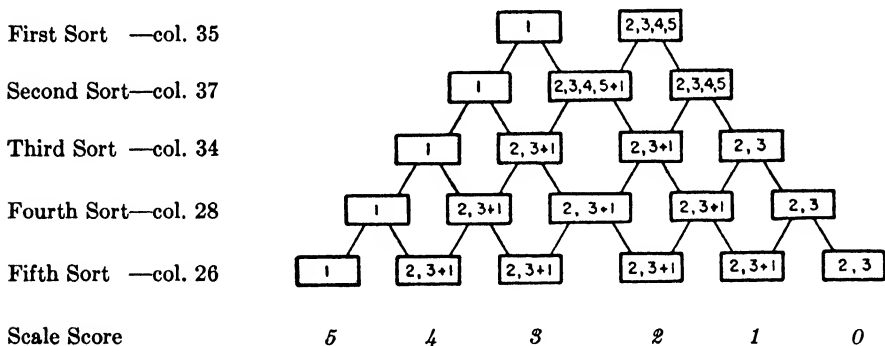 First Sort —col. 35 1 2,3,4,5
Second Sort—col. 37 1 2,3,4,5+1 2,3,4,5
Third Sort —col. 34 1 2, 3+1 2, 3+1 2, 3
Fourth Sort—col. 28 1 2, 3+1 2, 3+1 2, 3+1 2, 3
Fifth Sort —col. 26 1 2, 3+1 2, 3+1 2, 3+1 2, 3+1 2, 3
Scale Score 5 4 3 2 1 0